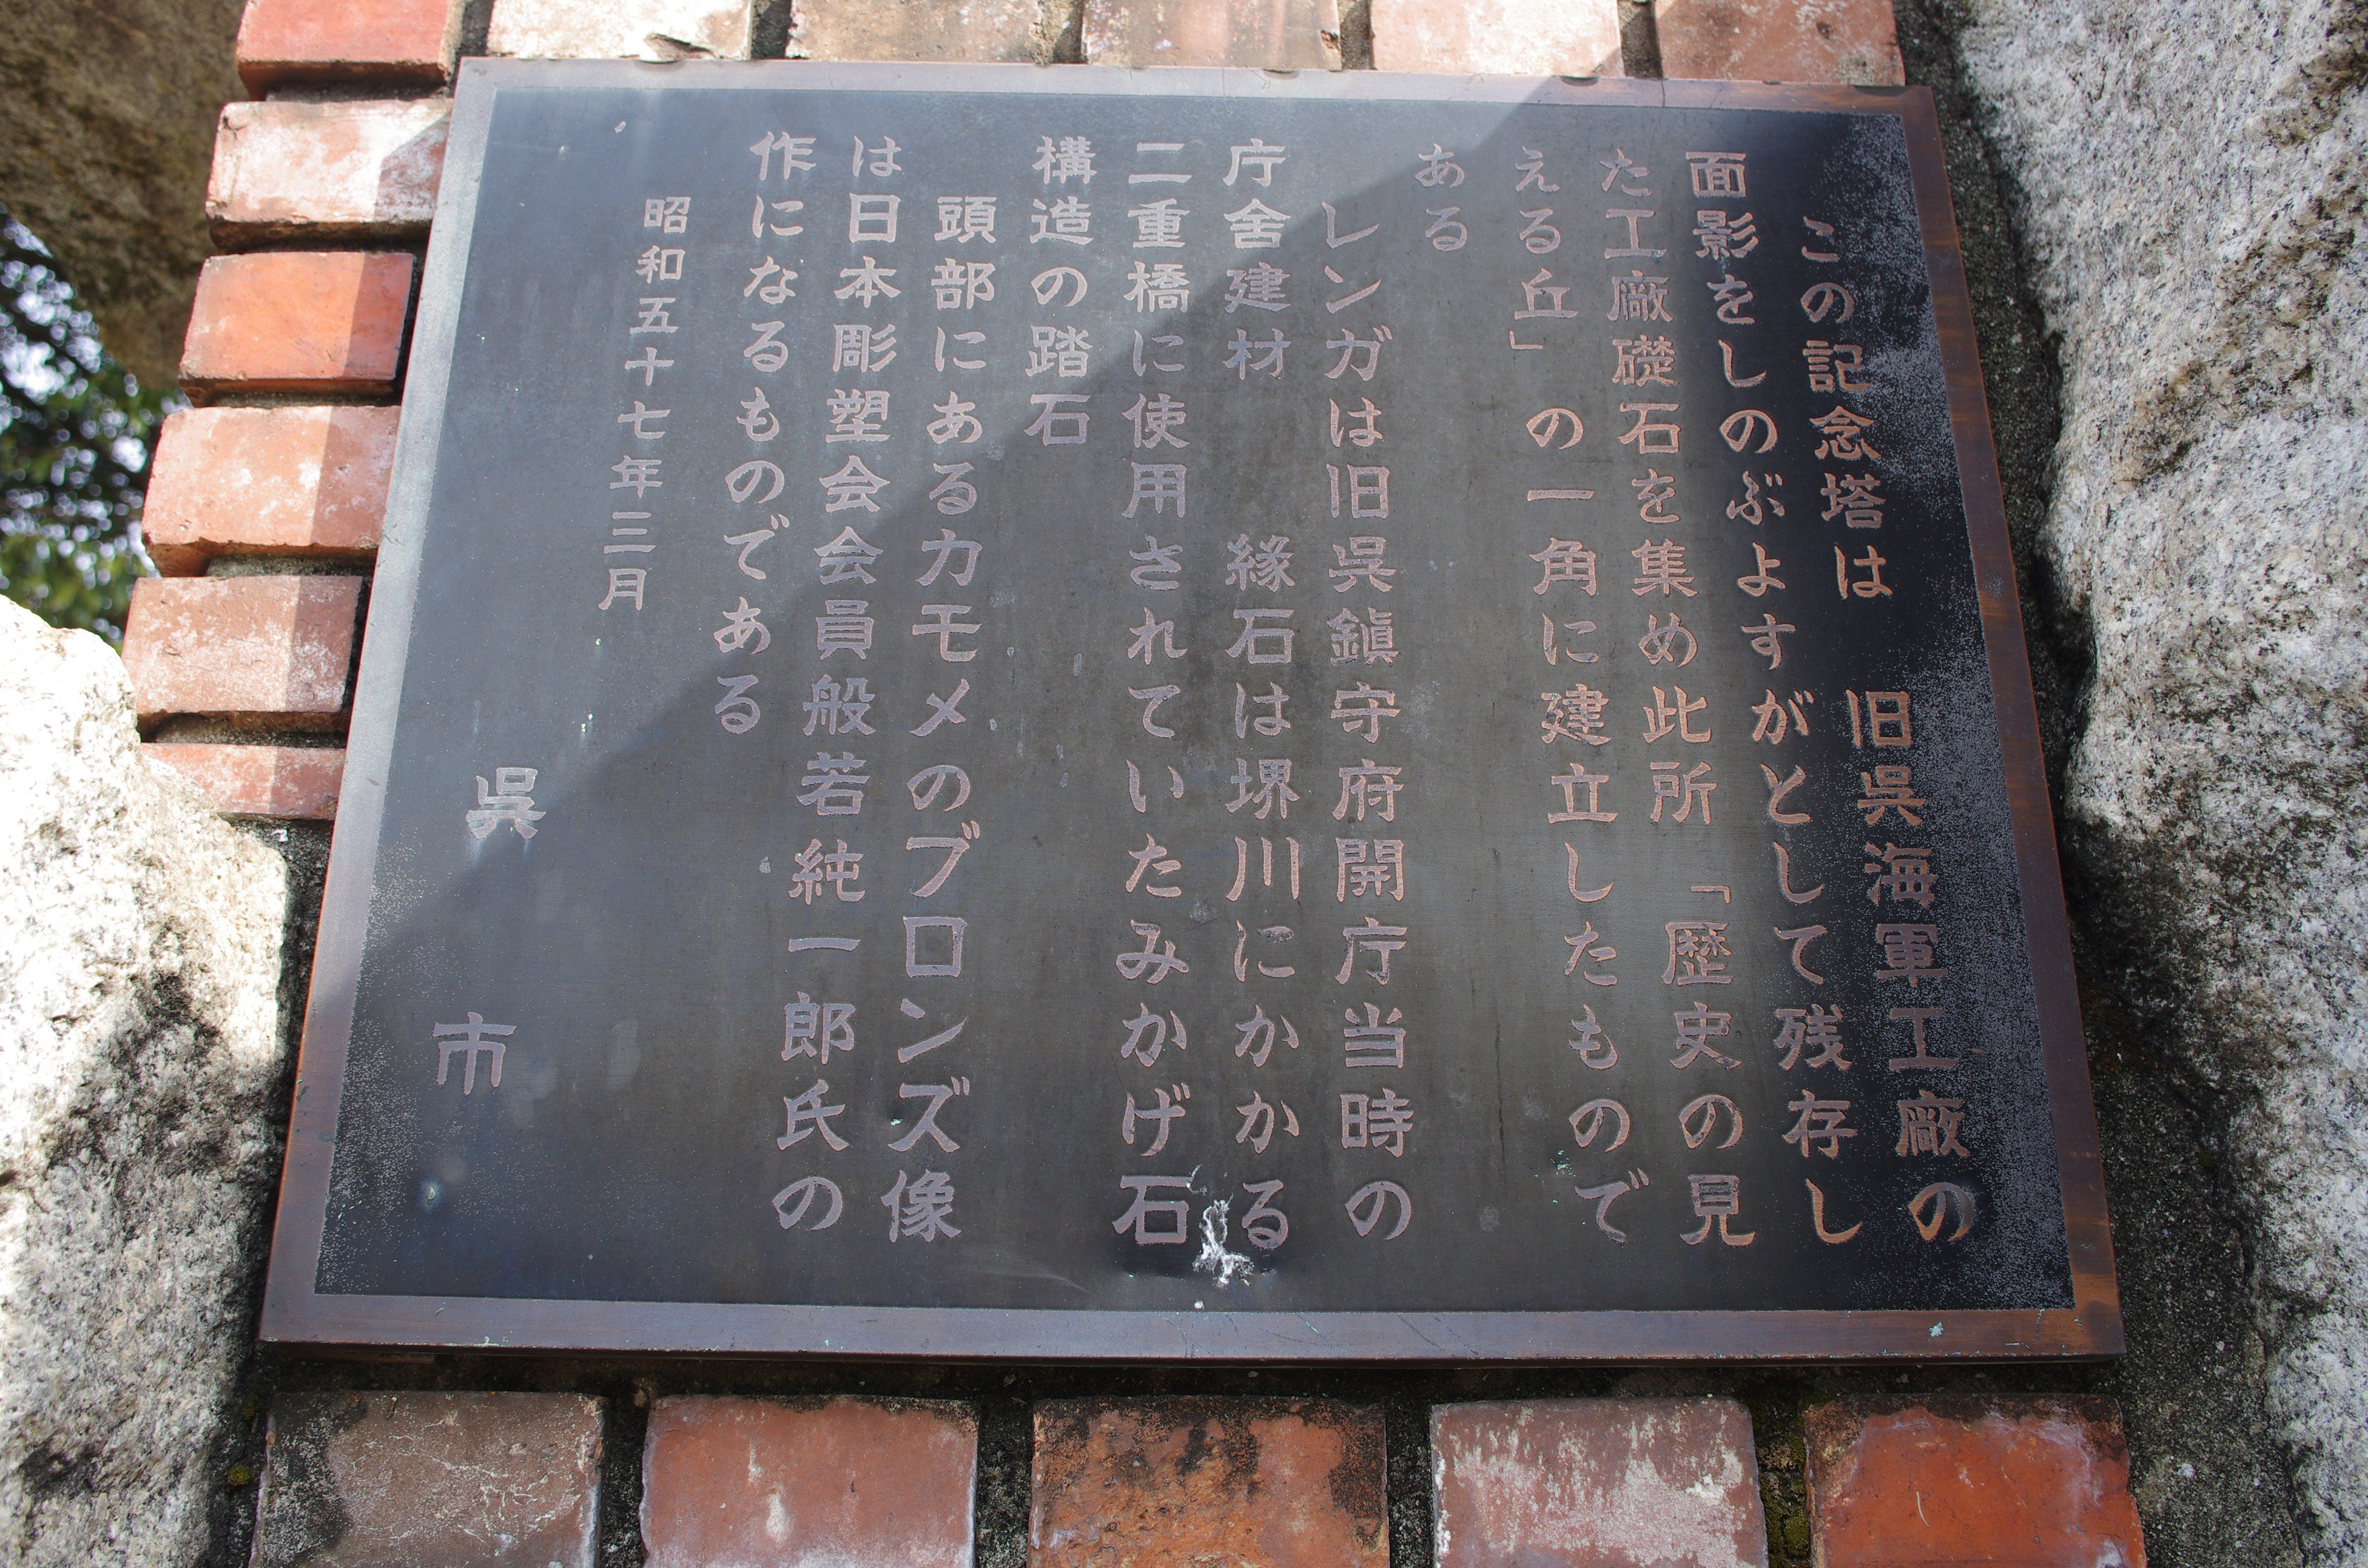 この記念塔は　旧呉海軍工廠の
面影をしのぶよすがとして残存し
た工廠礎石を集め此所「歴史の見
える丘」の一角に建立したもので
ある
レンガは旧呉鎭守府開庁当時の
庁舎建材　縁石は堺川にかかる
二重橋に使用されていたみかげ石
構造の踏石
頭部にあるカモメのブロンズ像
は日本彫塑会会員般若純一郎氏の
作になるものである
昭和五十七年三月
呉市